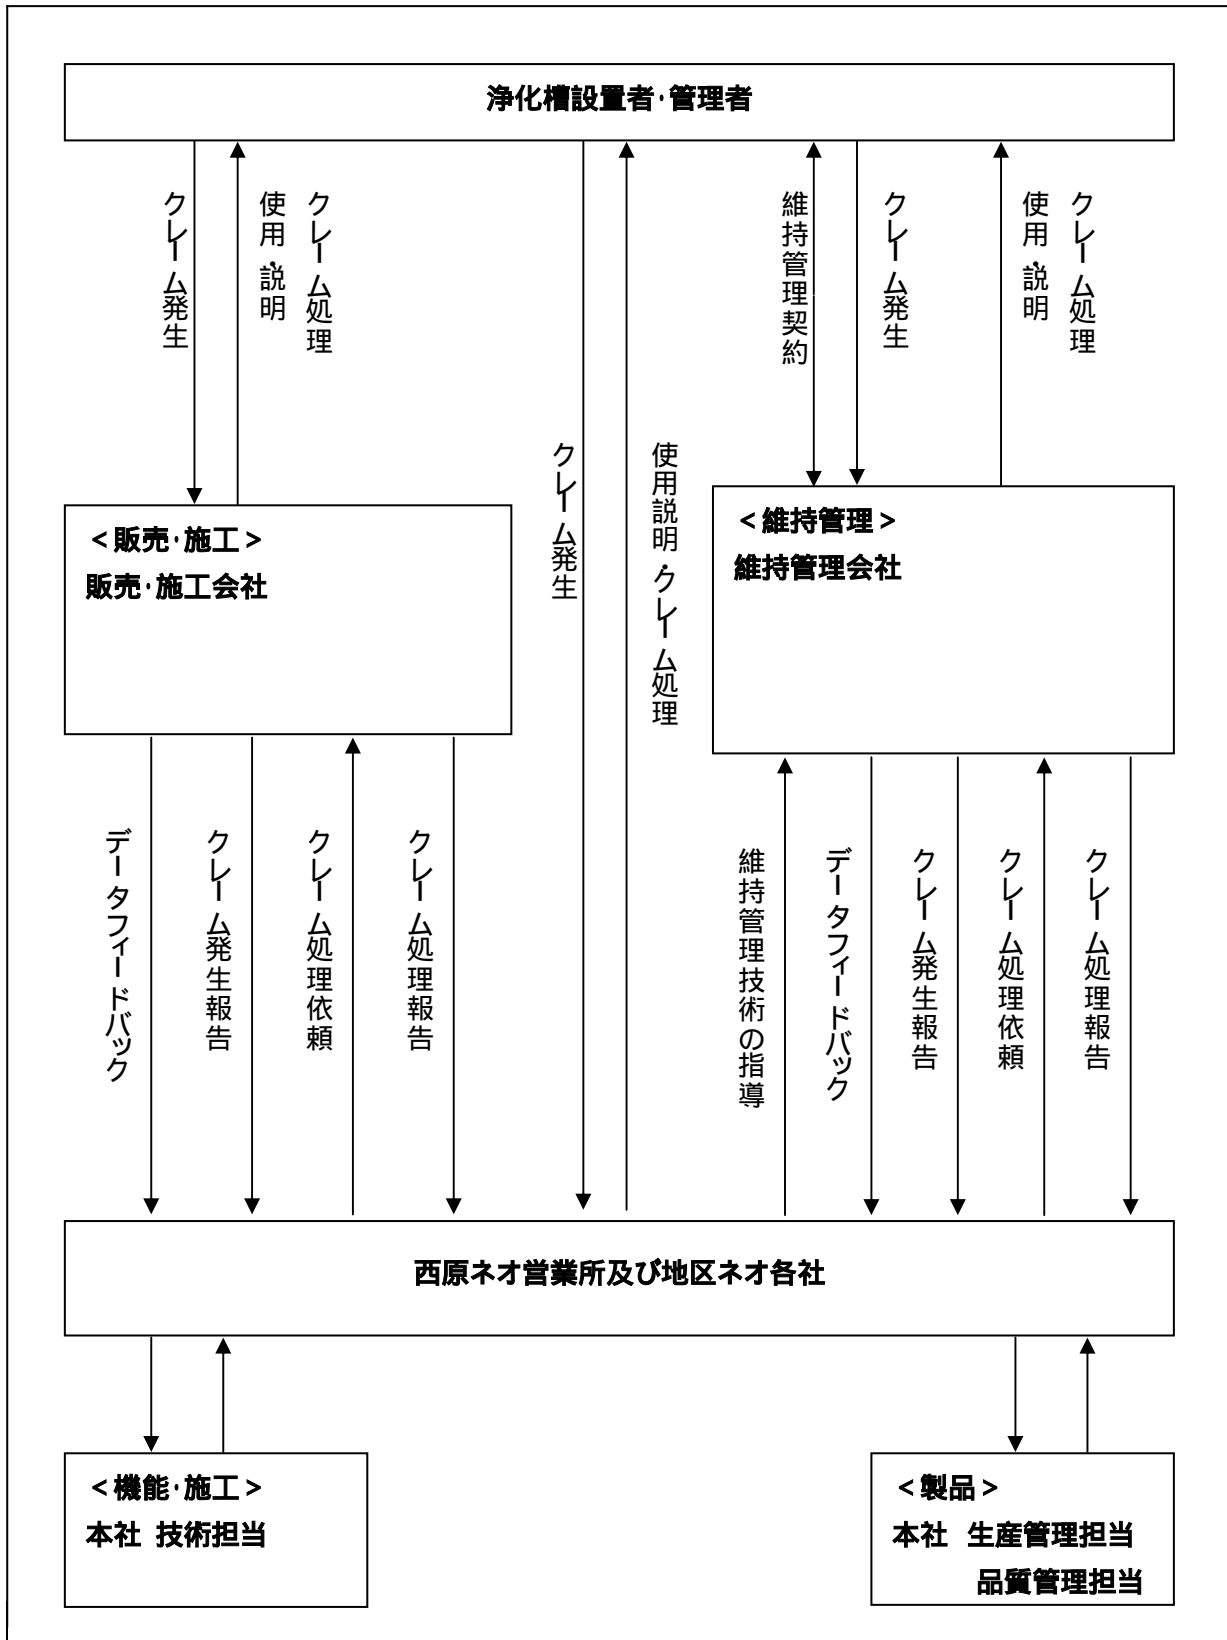 浄化槽設置者・管理者
クレーム発生
使用・説明
クレーム処理
クレーム発生
使用説明・クレーム処理
維持管理契約
クレーム発生
使用・説明
クレーム処理
<販売・施工>
販売・施工会社
<維持管理>
維持管理会社
データフィードバック
クレーム発生報告
クレーム処理依頼
クレーム処理報告
維持管理技術の指導
データフィードバック
クレーム発生報告
クレーム処理依頼
クレーム処理報告
西原ネオ営業所及び地区ネオ各社
<機能・施工>
本社 技術担当
<製品>
本社 生産管理担当
品質管理担当